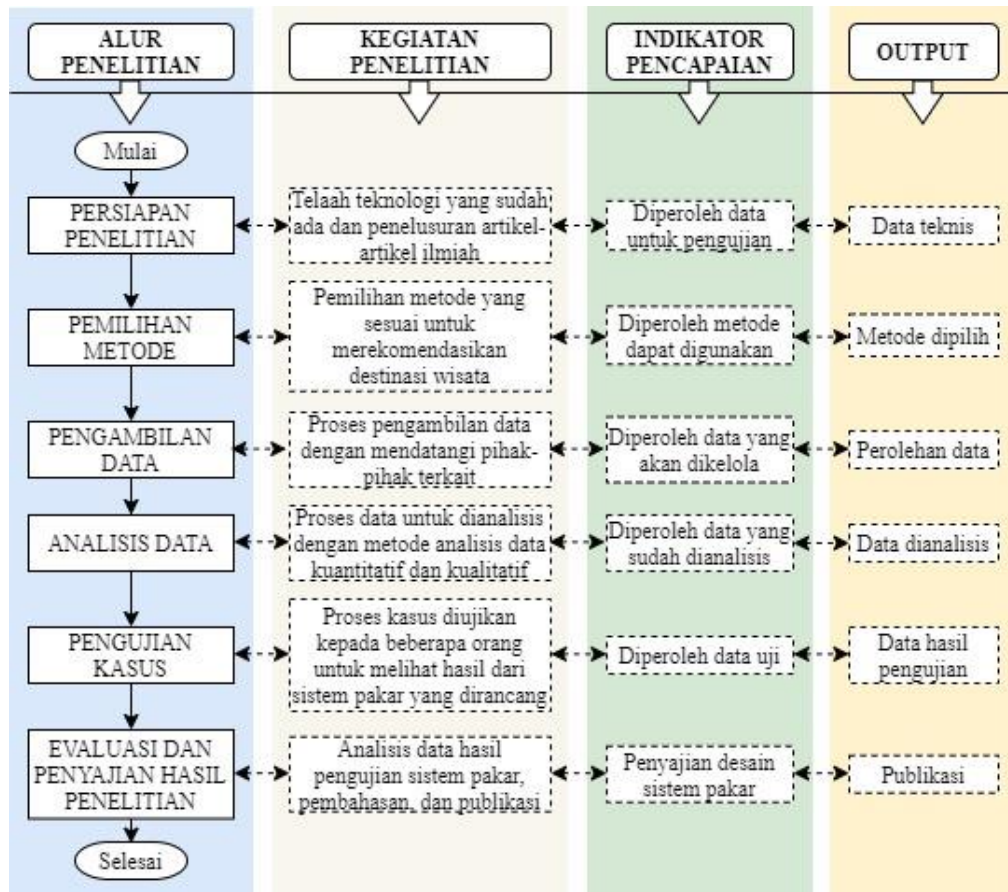 ALUR
PENELITIAN
KEGIATAN
PENELITIAN
INDIKATOR
PENCAPAIAN
OUTPUT
Mulai
PERSIAPAN
PENELITIAN
Telaah teknologi yang sudah
ada dan penelusuran artikel-
artikel ilmiah
Diperoleh data
untuk pengujian
Data teknis
PEMILIHAN
METODE
Pemilihan metode yang
sesuai untuk
merekomendasikan
destinasi wisata
Diperoleh metode
dapat digunakan
Metode dipilih
PENGAMBILAN
DATA
Proses pengambilan data
dengan mendatangi pihak-
pihak terkait
Diperoleh data yang
akan dikelola
Perolehan data
ANALISIS DATA
Proses data untuk dianalisis
dengan metode analisis data
kuantitatif dan kualitatif
Diperoleh data yang
sudah dianalisis
Data dianalisis
PENGUJIAN
KASUS
Proses kasus diujikan
kepada beberapa orang
untuk melihat hasil dari
sistem pakar yang dirancang
Diperoleh data uji
Data hasil
pengujian
EVALUASI DAN
PENYAJIAN HASIL
PENELITIAN
Analisis data hasil
pengujian sistem pakar,
pembahasan, dan publikasi
Penyajian desain
sistem pakar
Publikasi
Selesai